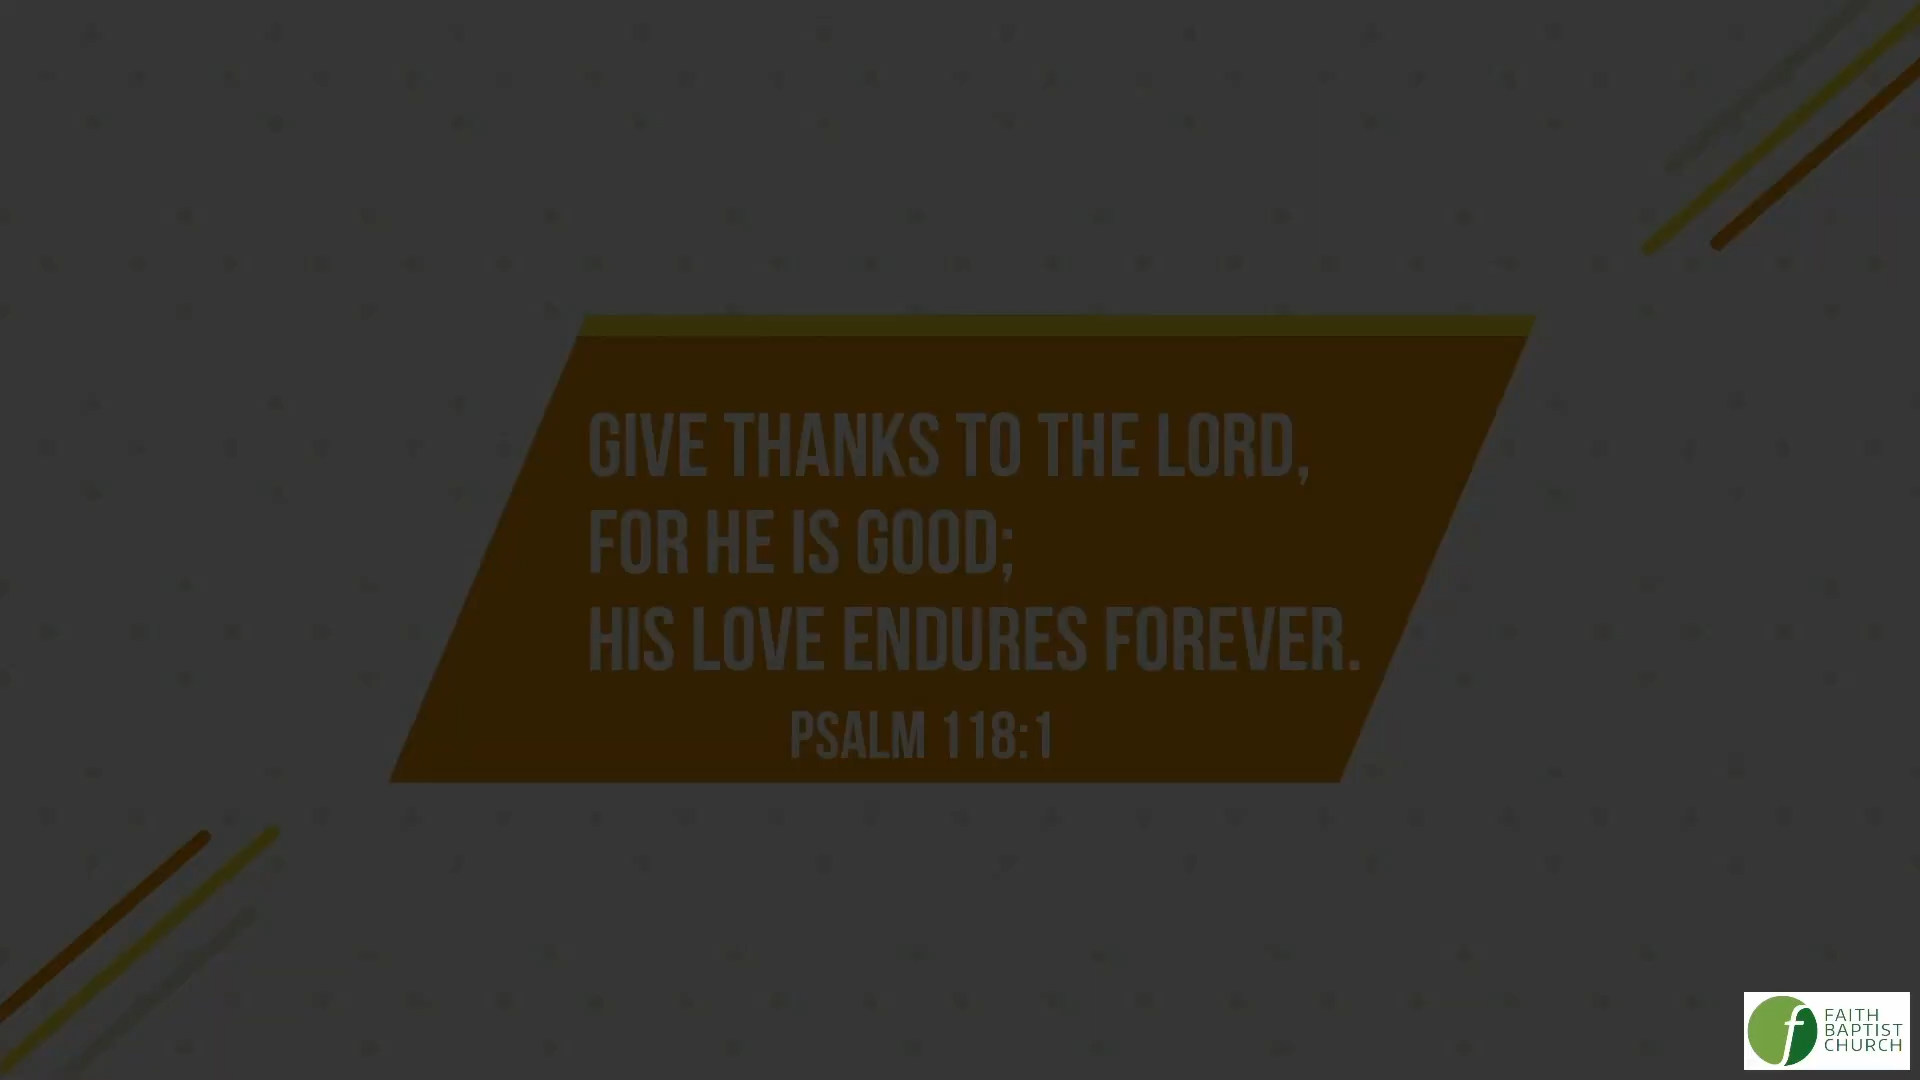 GIVE THANKS TO THE LORD,
FOR HE IS GOOD;
HIS LOVE ENDURES FOREVER.
PSALM 118:1
f
FAITH
BAPTIST
CHURCH